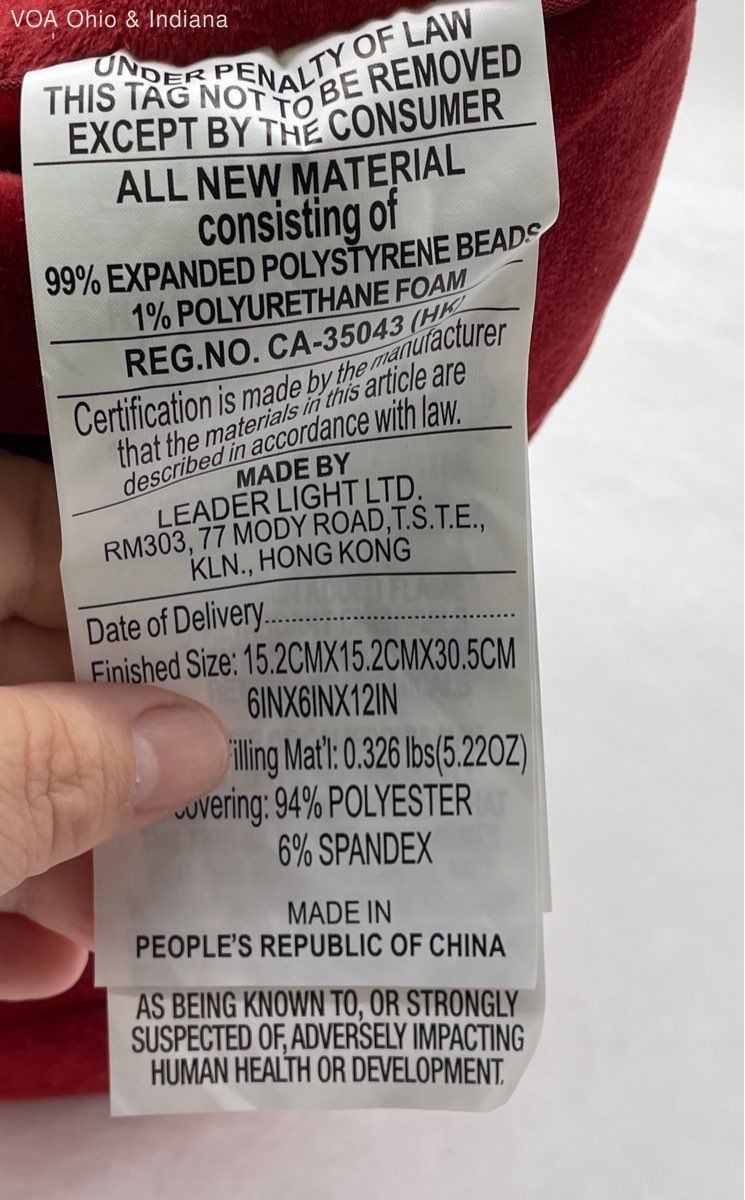 VOA Ohio & Indiana
UNDER PENALTY OF LAW
THIS TAG NOT TO BE REMOVED
EXCEPT BY THE CONSUMER
ALL NEW MATERIAL
consisting of
99% EXPANDED POLYSTYRENE BEADS
1% POLYURETHANE FOAM
REG.NO. CA-35043 (HK)
Certification is made by the manufacturer
that the materials in this article are
described in accordance with law.
MADE BY
LEADER LIGHT LTD.
RM303, 77 MODY ROAD,T.S.T.E.,
KLN., HONG KONG
Date of Delivery......................................
Finished Size: 15.2CMX15.2CMX30.5CM
6INX6INX12IN
illing Mat'l: 0.326 lbs(5.22OZ)
overing: 94% POLYESTER
6% SPANDEX
MADE IN
PEOPLE'S REPUBLIC OF CHINA
AS BEING KNOWN TO, OR STRONGLY
SUSPECTED OF, ADVERSELY IMPACTING
HUMAN HEALTH OR DEVELOPMENT.